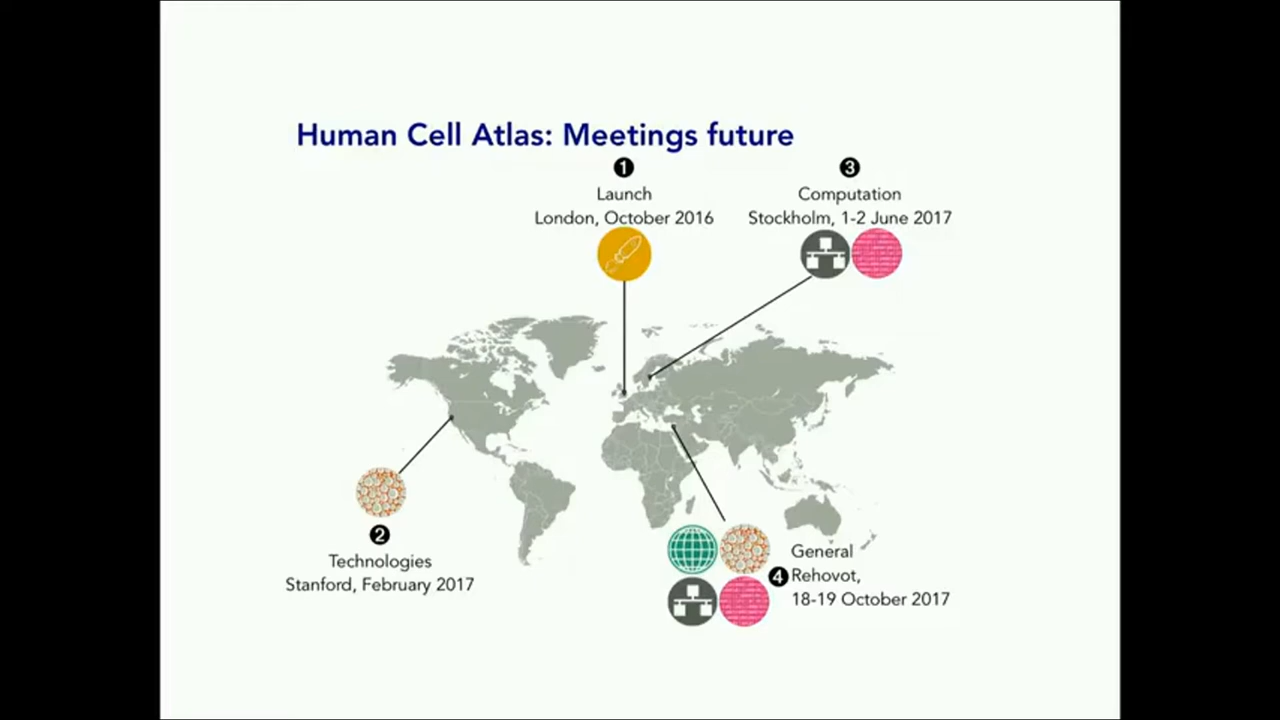 Human Cell Atlas: Meetings future
1
Launch
London, October 2016
3
Computation
Stockholm, 1-2 June 2017
2
Technologies
Stanford, February 2017
4
General
Rehovot,
18-19 October 2017